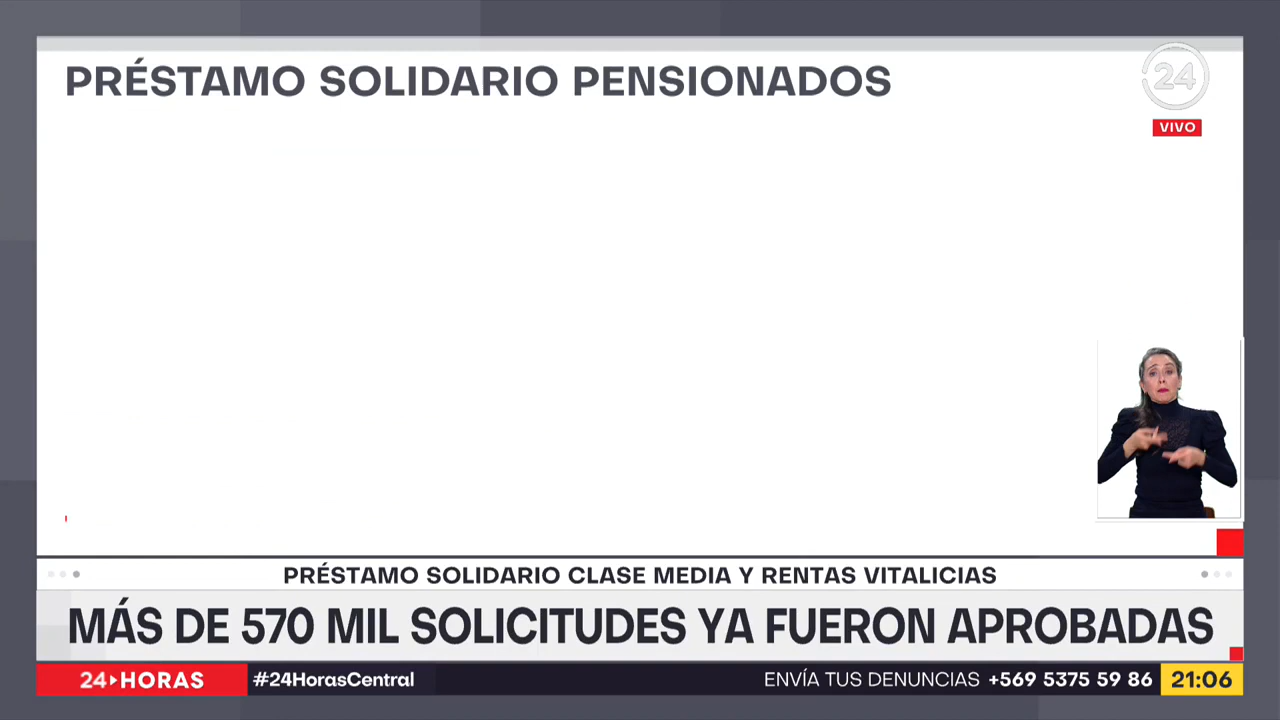 PRÉSTAMO SOLIDARIO PENSIONADOS
24
VIVO
PRÉSTAMO SOLIDARIO CLASE MEDIA Y RENTAS VITALICIAS
MÁS DE 570 MIL SOLICITUDES YA FUERON APROBADAS
24 HORAS #24HorasCentral ENVÍA TUS DENUNCIAS +569 5375 59 86 21:06